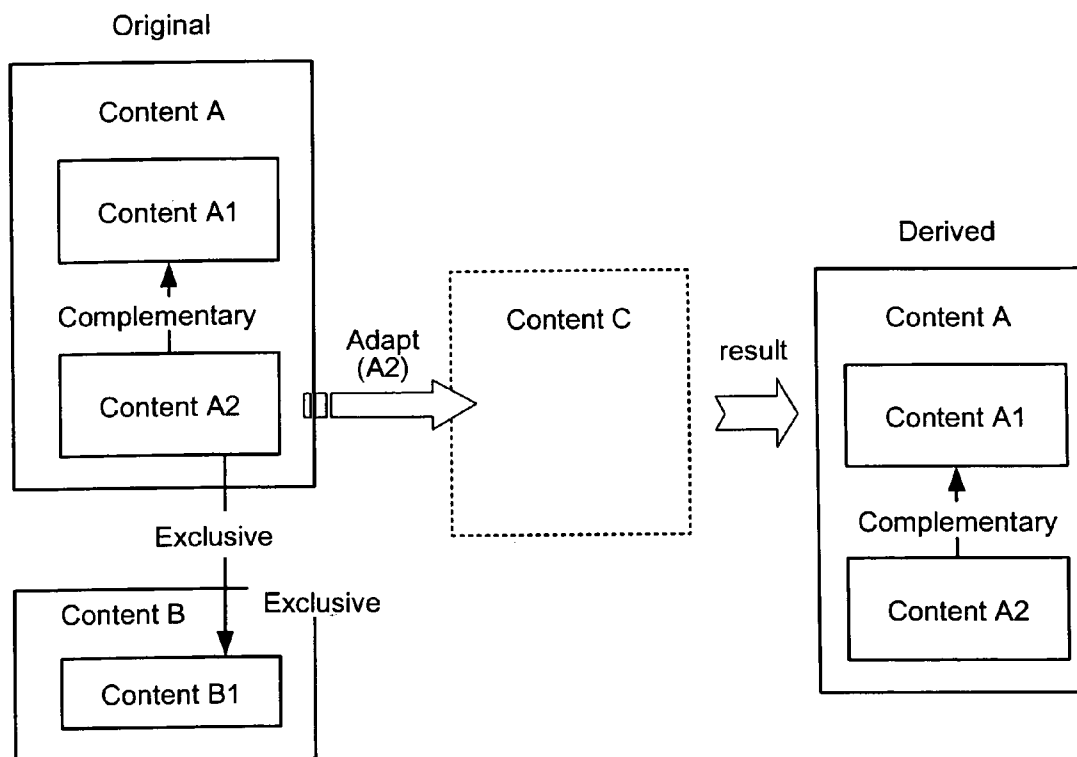 Original
Content A
Content A1
Complementary
Content A2
Exclusive
Content B
Exclusive
Content B1
Adapt
(A2)
Content C
result
Derived
Content A
Content A1
Complementary
Content A2